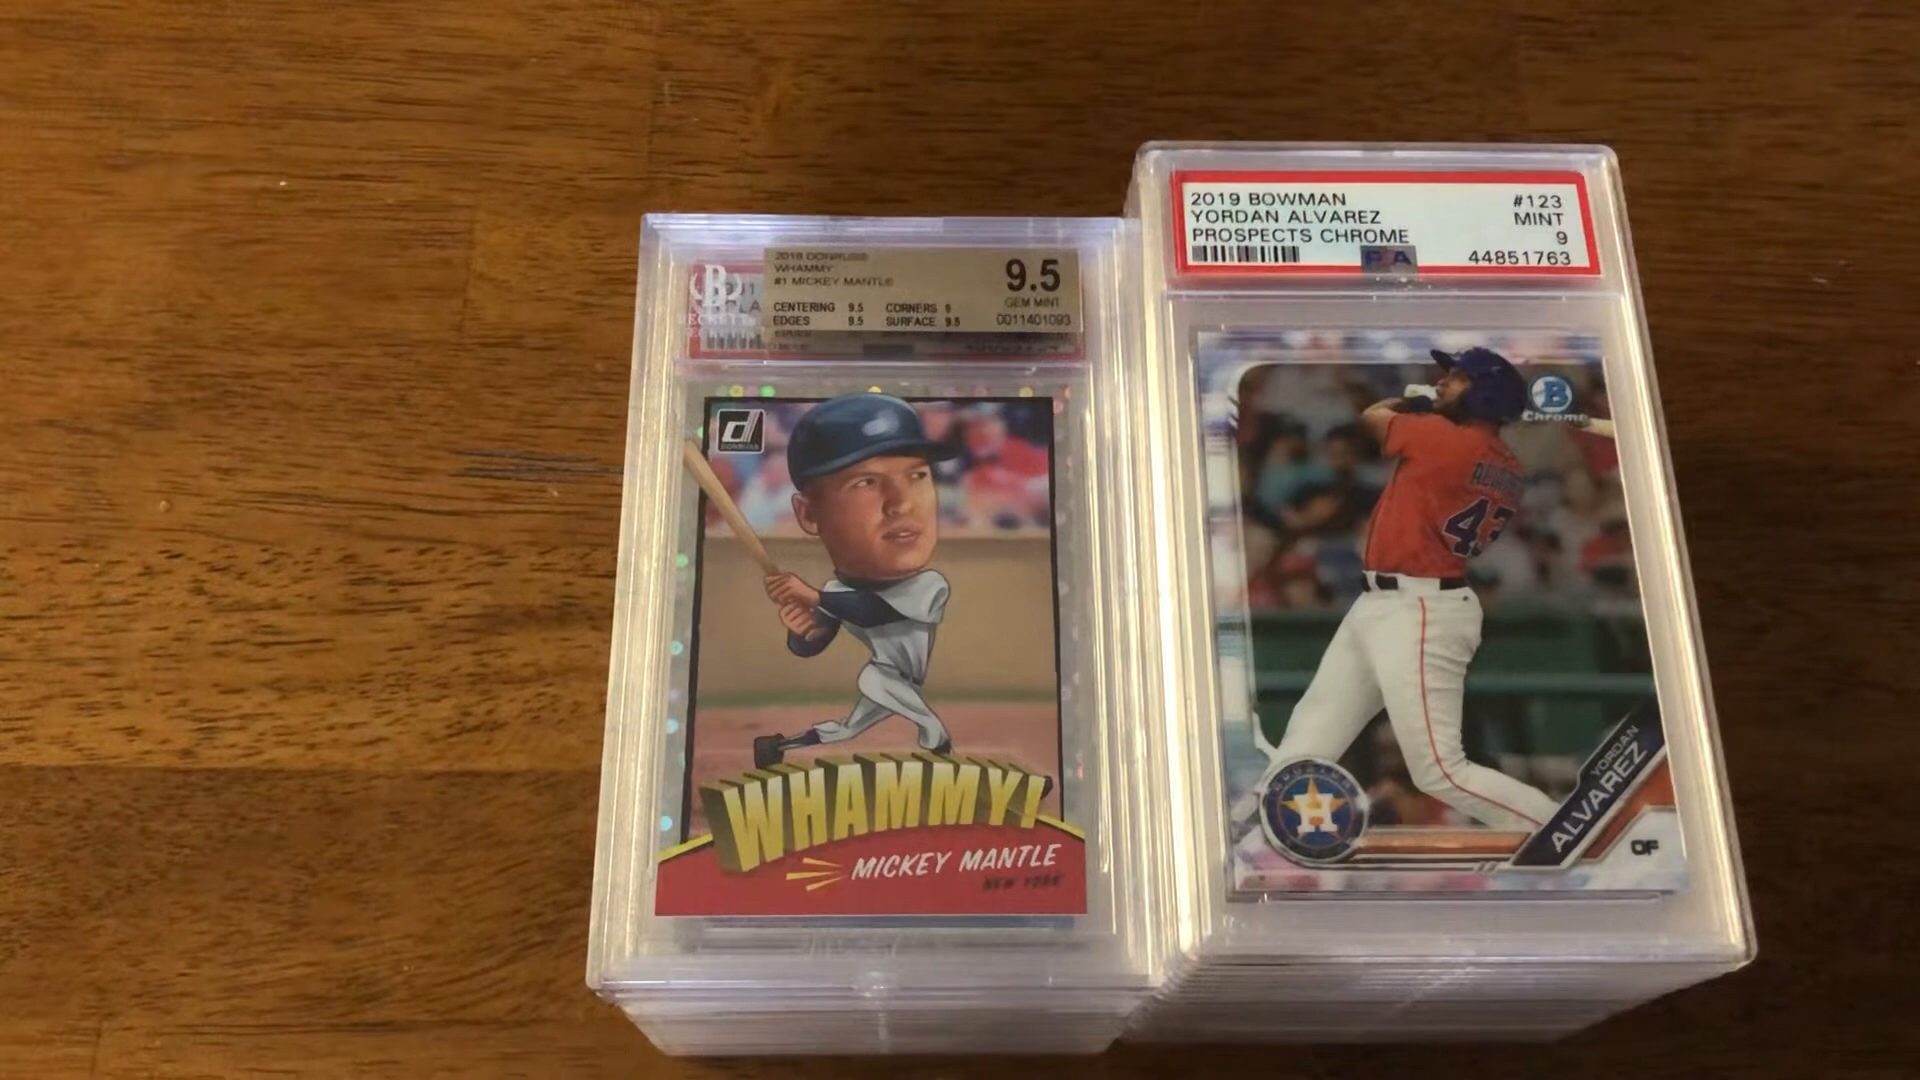 2019 BOWMAN #123
YORDAN ALVAREZ MINT
PROSPECTS CHROME 9
44851763
PSA
WHAMMY
#1 MICKEY MANTLE
9.5
GEM MINT
CENTERING 9.5 CORNERS 9
EDGES 9.5 SURFACE 9.5
0011401093
B
d
DONRUSS
WHAMMY!
MICKEY MANTLE
NEW YORK
B
Chrome
43
H
YORDAN
ALVAREZ
OF